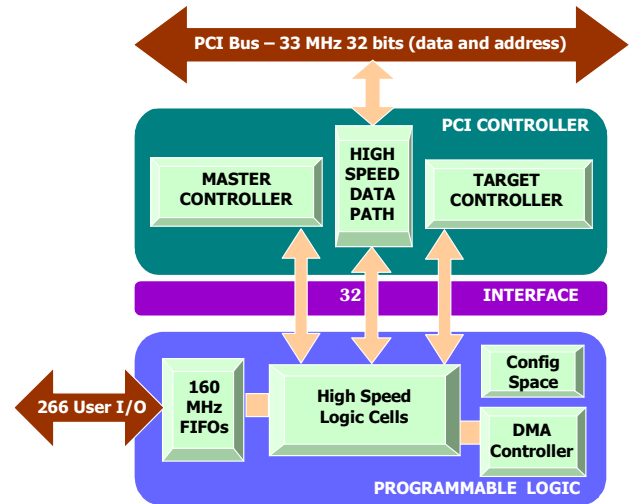 PCI Bus – 33 MHz 32 bits (data and address)
PCI CONTROLLER
HIGH
SPEED
DATA
PATH
MASTER
CONTROLLER
TARGET
CONTROLLER
32
INTERFACE
266 User I/O
160
MHz
FIFOs
High Speed
Logic Cells
Config
Space
DMA
Controller
PROGRAMMABLE LOGIC